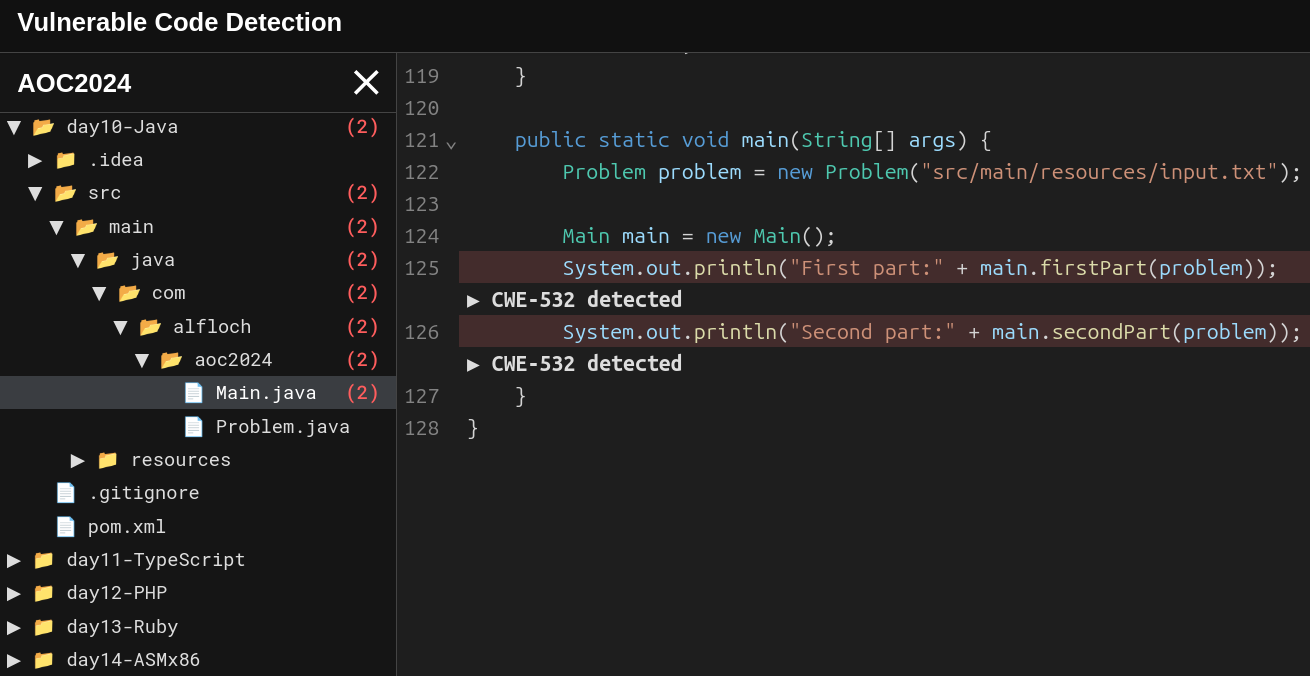 Vulnerable Code Detection
AOC2024
day10-Java (2)
.idea
src (2)
main (2)
java (2)
com (2)
alfloch (2)
aoc2024 (2)
Main.java (2)
Problem.java
resources
.gitignore
pom.xml
day11-TypeScript
day12-PHP
day13-Ruby
day14-ASMx86
119 }
120
121 public static void main(String[] args) {
122 Problem problem = new Problem("src/main/resources/input.txt");
123
124 Main main = new Main();
125 System.out.println("First part:" + main.firstPart(problem));
▶ CWE-532 detected
126 System.out.println("Second part:" + main.secondPart(problem));
▶ CWE-532 detected
127 }
128 }